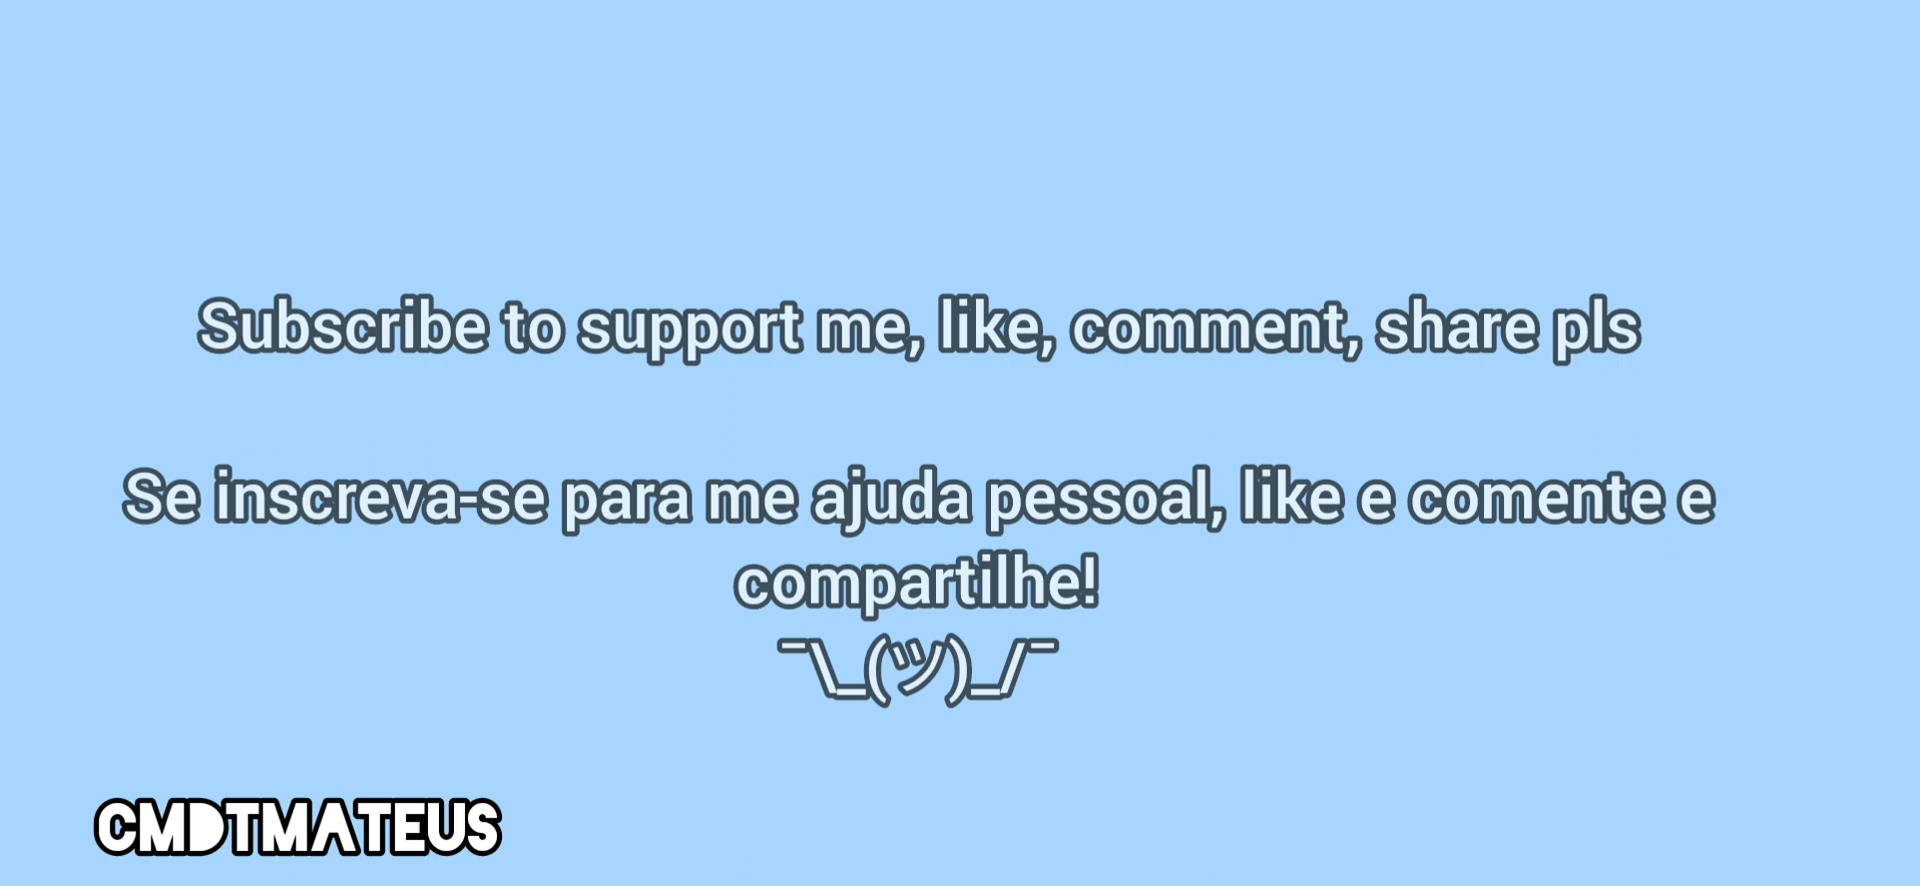 Subscribe to support me, like, comment, share pls
Se inscreva-se para me ajuda pessoal, like e comente e
compartilhe!
¯\_(ツ)_/¯
CMDTMATEUS